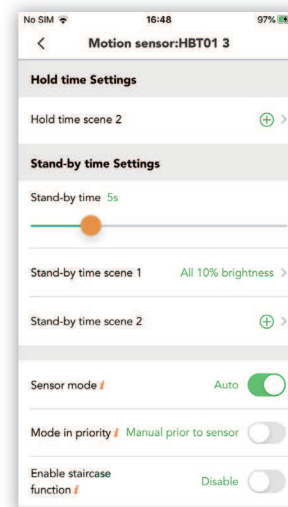 No SIM 16:48 97%
Motion sensor:HBT01 3
Hold time Settings
Hold time scene 2
Stand-by time Settings
Stand-by time 5s
Stand-by time scene 1 All 10% brightness
Stand-by time scene 2
Sensor mode i Auto
Mode in priority i Manual prior to sensor
Enable staircase
function i Disable